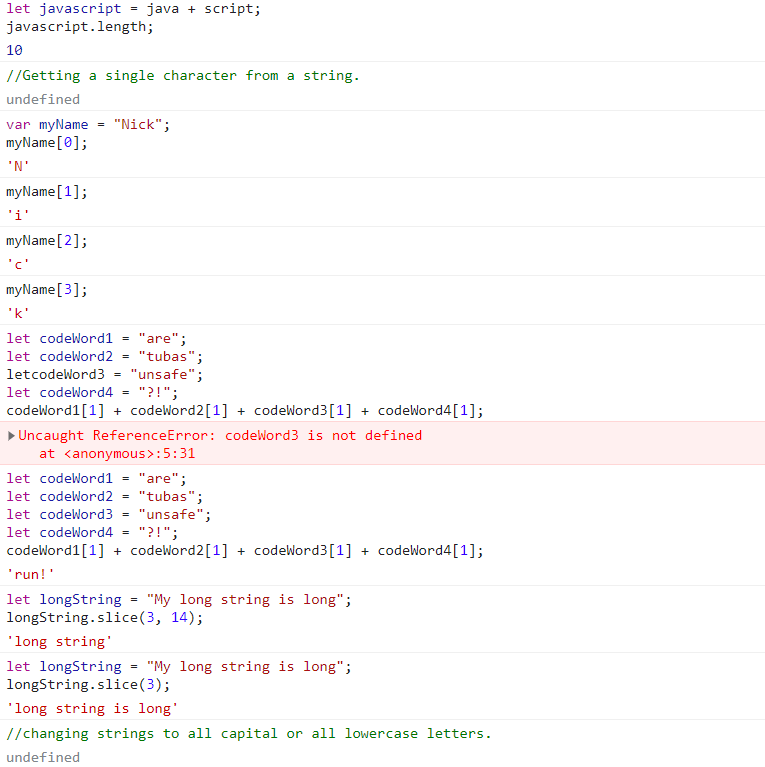 let javascript = java + script;
javascript.length;
10
//Getting a single character from a string.
undefined
var myName = "Nick";
myName[0];
'N'
myName[1];
'i'
myName[2];
'c'
myName[3];
'k'
let codeWord1 = "are";
let codeWord2 = "tubas";
letcodeWord3 = "unsafe";
let codeWord4 = "?!";
codeWord1[1] + codeWord2[1] + codeWord3[1] + codeWord4[1];
Uncaught ReferenceError: codeWord3 is not defined
at <anonymous>:5:31
let codeWord1 = "are";
let codeWord2 = "tubas";
let codeWord3 = "unsafe";
let codeWord4 = "?!";
codeWord1[1] + codeWord2[1] + codeWord3[1] + codeWord4[1];
'run!'
let longString = "My long string is long";
longString.slice(3, 14);
'long string'
let longString = "My long string is long";
longString.slice(3);
'long string is long'
//changing strings to all capital or all lowercase letters.
undefined